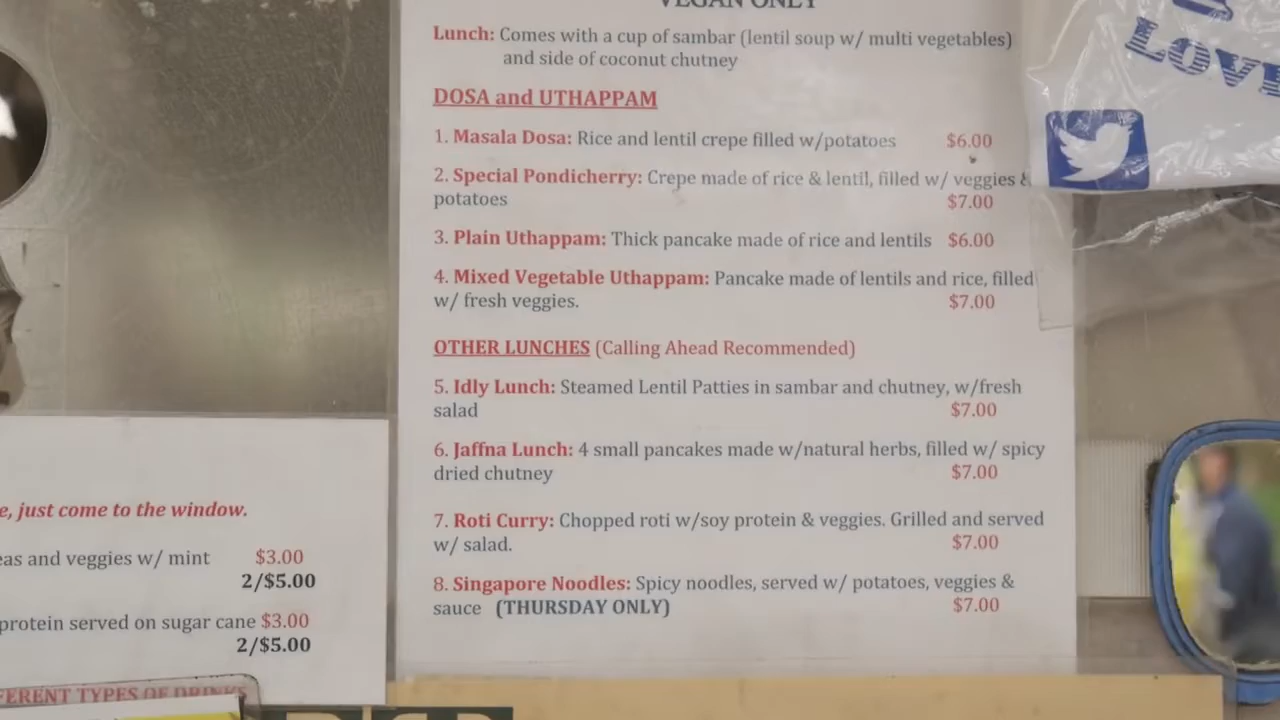 VEGAN ONLY
Lunch: Comes with a cup of sambar (lentil soup w/ multi vegetables)
and side of coconut chutney
DOSA and UTHAPPAM
1. Masala Dosa: Rice and lentil crepe filled w/potatoes $6.00
2. Special Pondicherry: Crepe made of rice & lentil, filled w/ veggies &
potatoes $7.00
3. Plain Uthappam: Thick pancake made of rice and lentils $6.00
4. Mixed Vegetable Uthappam: Pancake made of lentils and rice, filled
w/ fresh veggies. $7.00
OTHER LUNCHES (Calling Ahead Recommended)
5. Idly Lunch: Steamed Lentil Patties in sambar and chutney, w/fresh
salad $7.00
6. Jaffna Lunch: 4 small pancakes made w/natural herbs, filled w/ spicy
dried chutney $7.00
7. Roti Curry: Chopped roti w/soy protein & veggies. Grilled and served
w/ salad. $7.00
8. Singapore Noodles: Spicy noodles, served w/ potatoes, veggies &
sauce (THURSDAY ONLY) $7.00
e, just come to the window.
eas and veggies w/ mint $3.00
2/$5.00
protein served on sugar cane $3.00
2/$5.00
FERENT TYPES OF DRINKS
LOVE